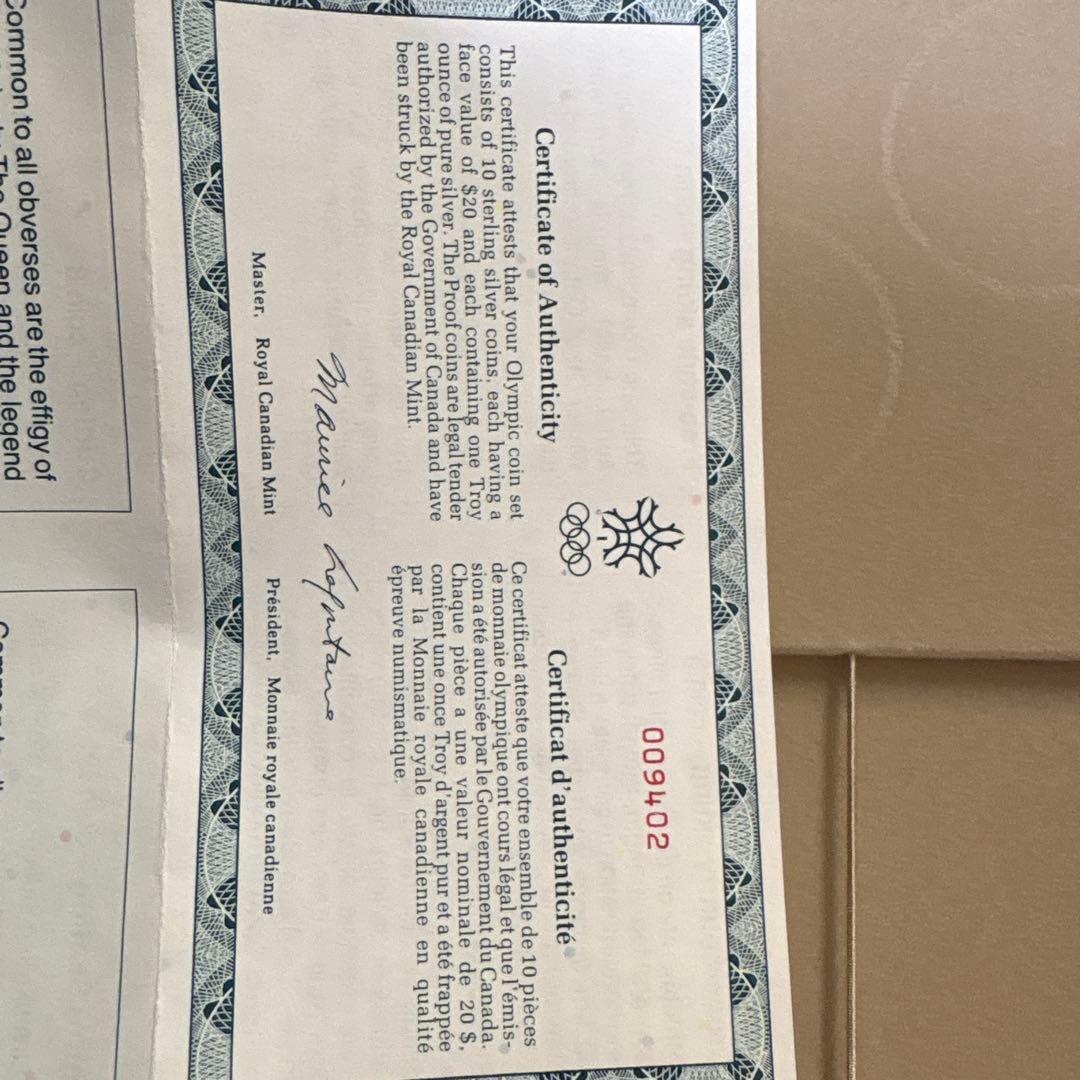 009402
Certificate of Authenticity
This certificate attests that your Olympic coin set
consists of 10 sterling silver coins, each having a
face value of $20 and each containing one Troy
ounce of pure silver. The Proof coins are legal tender
authorized by the Government of Canada and have
been struck by the Royal Canadian Mint.
Certificat d'authenticité
Ce certificat atteste que votre ensemble de 10 pièces
de monnaie olympique ont cours légal et que l'émis-
sion a été autorisée par le Gouvernement du Canada.
Chaque pièce a une valeur nominale de 20 $,
contient une once Troy d'argent pur et a été frappée
par la Monnaie royale canadienne en qualité
épreuve numismatique.
Maurice Lafontaine
Master, Royal Canadian Mint
Président, Monnaie royale canadienne
Common to all obverses are the effigy of
The Queen and the legend